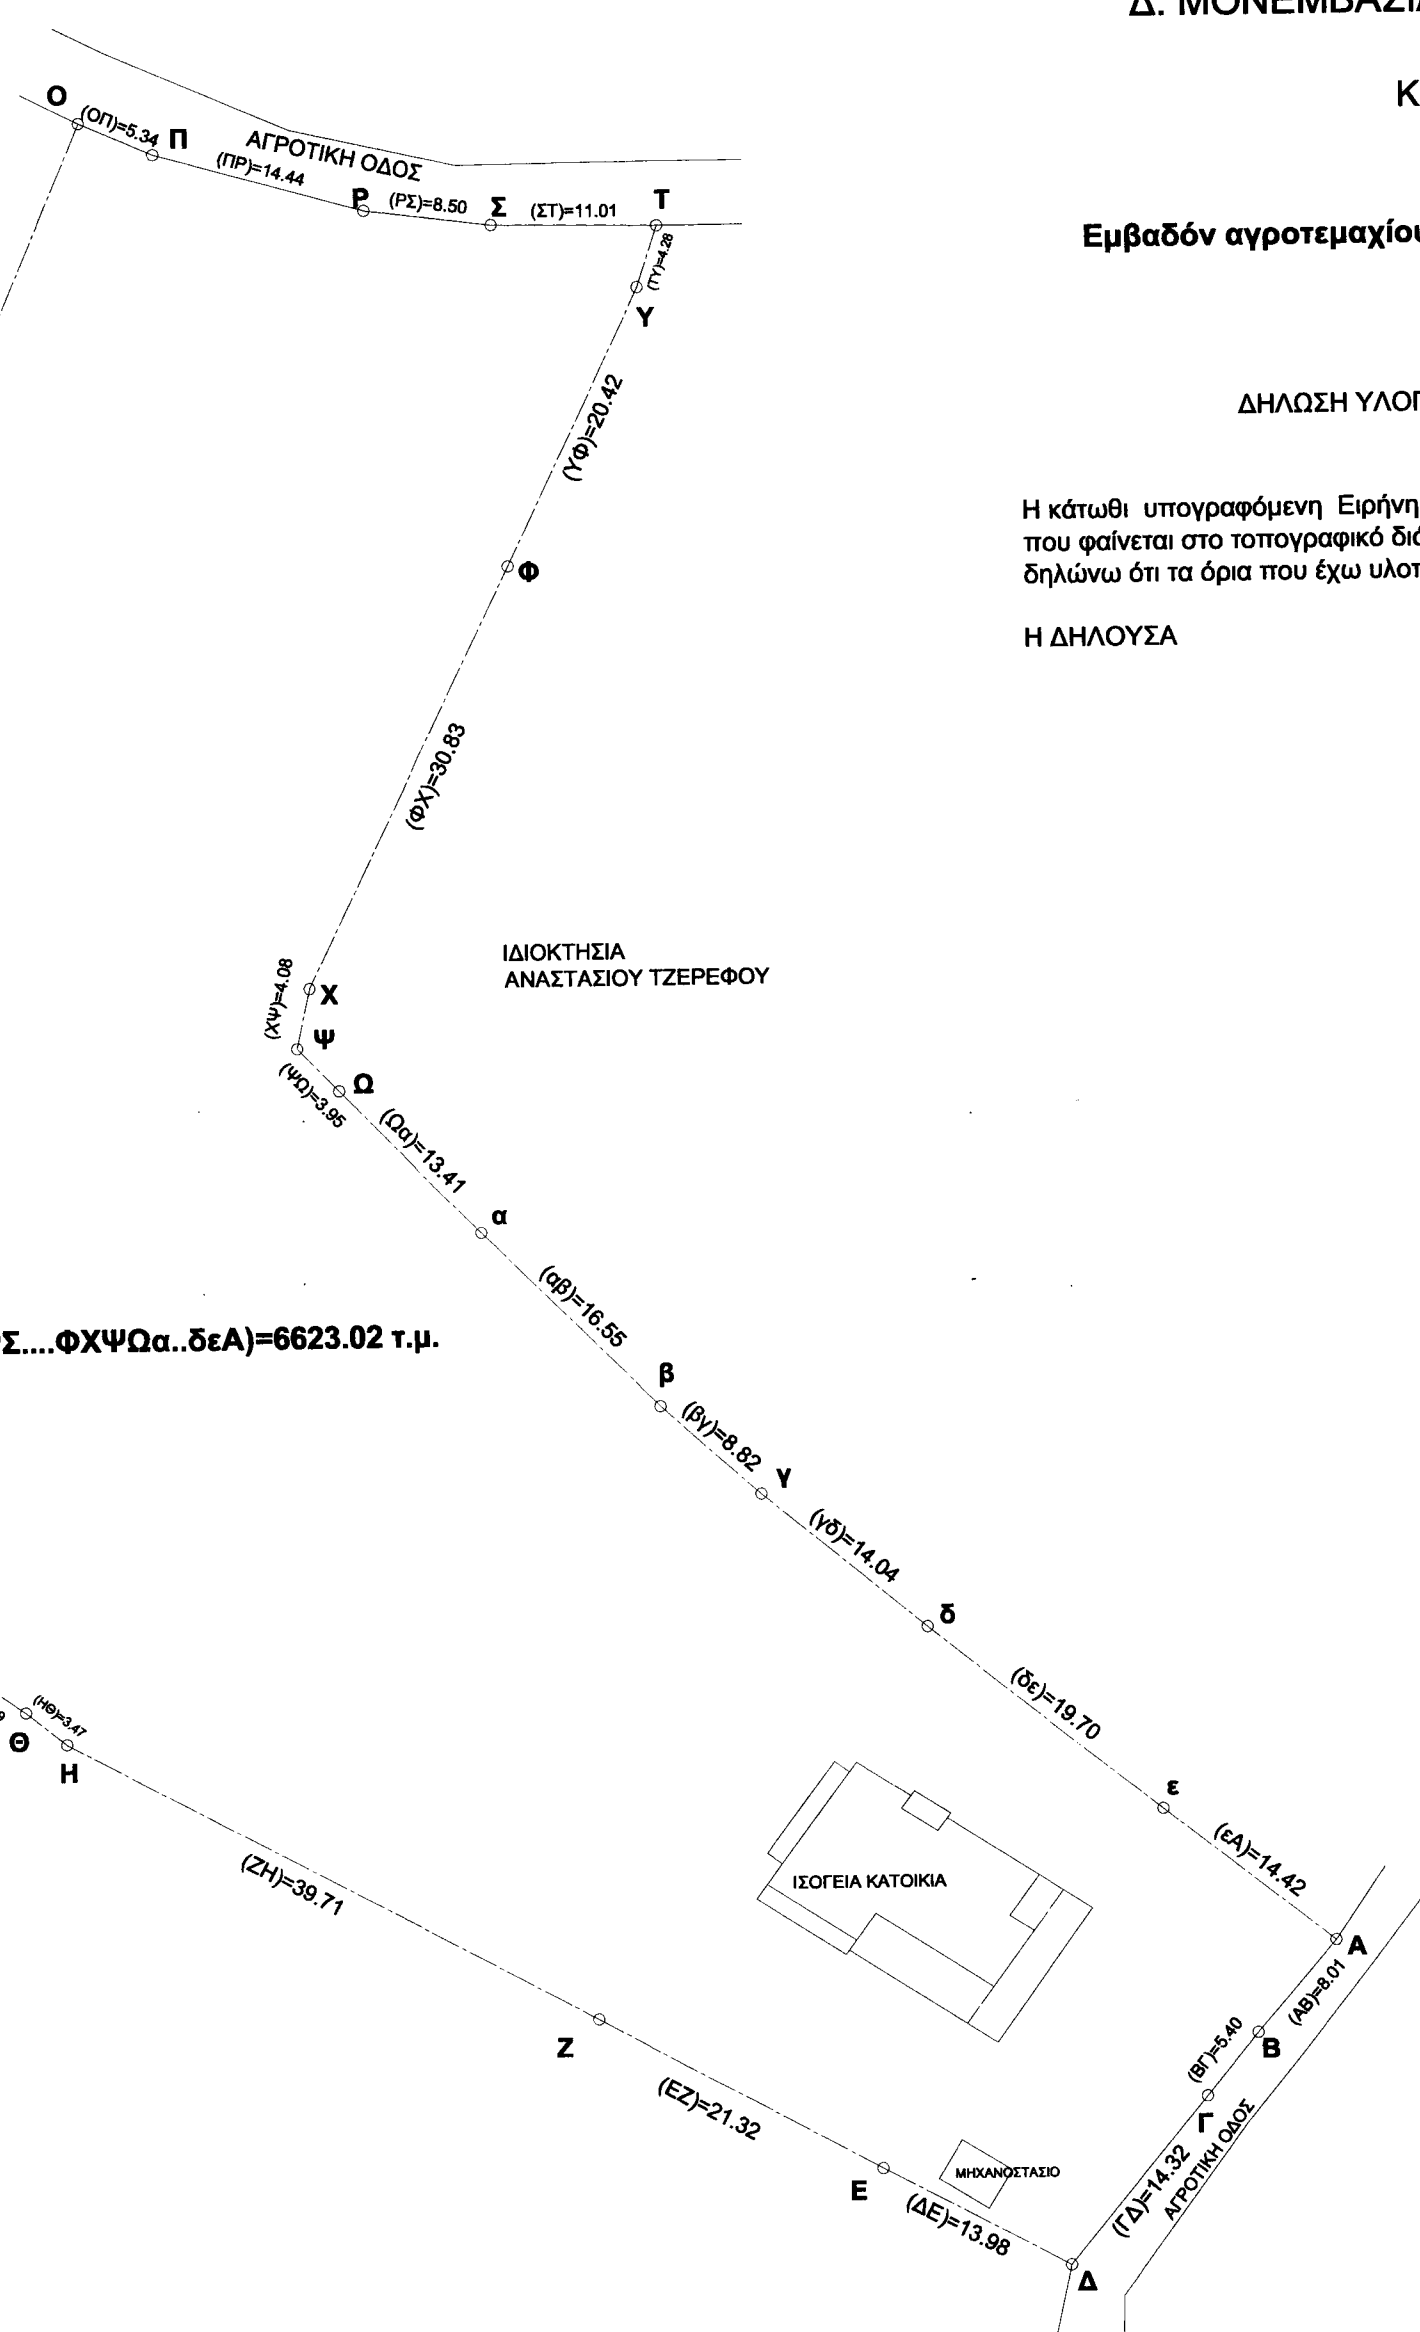 Δ. ΜΟΝΕΜΒΑΣΙΑ
Κ
Εμβαδόν αγροτεμαχίου
ΔΗΛΩΣΗ ΥΛΟΠ
Η κάτωθι υπογραφόμενη Ειρήνη
που φαίνεται στο τοπογραφικό διά
δηλώνω ότι τα όρια που έχω υλοπ
Η ΔΗΛΟΥΣΑ
Ο
(ΟΠ)=5.34
Π
ΑΓΡΟΤΙΚΗ ΟΔΟΣ
(ΠΡ)=14.44
Ρ
(ΡΣ)=8.50
Σ
(ΣΤ)=11.01
Τ
(ΤΥ)=4.28
Υ
(ΥΦ)=20.42
Φ
(ΦΧ)=30.83
ΙΔΙΟΚΤΗΣΙΑ
ΑΝΑΣΤΑΣΙΟΥ ΤΖΕΡΕΦΟΥ
(ΧΨ)=4.08
Χ
Ψ
(ΨΩ)=3.95
Ω
(Ωα)=13.41
α
(αβ)=16.55
Σ....ΦΧΨΩα..δεΑ)=6623.02 τ.μ.
β
(βγ)=8.82
γ
(γδ)=14.04
δ
(δε)=19.70
ε
(εΑ)=14.42
Α
(ΑΒ)=8.01
Β
(ΒΓ)=5.40
Γ
(ΓΔ)=14.32
ΑΓΡΟΤΙΚΗ ΟΔΟΣ
Δ
(ΔΕ)=13.98
Ε
ΜΗΧΑΝΟΣΤΑΣΙΟ
(ΕΖ)=21.32
Ζ
ΙΣΟΓΕΙΑ ΚΑΤΟΙΚΙΑ
(ΖΗ)=39.71
Η
(ΗΘ)=3.47
Θ
9